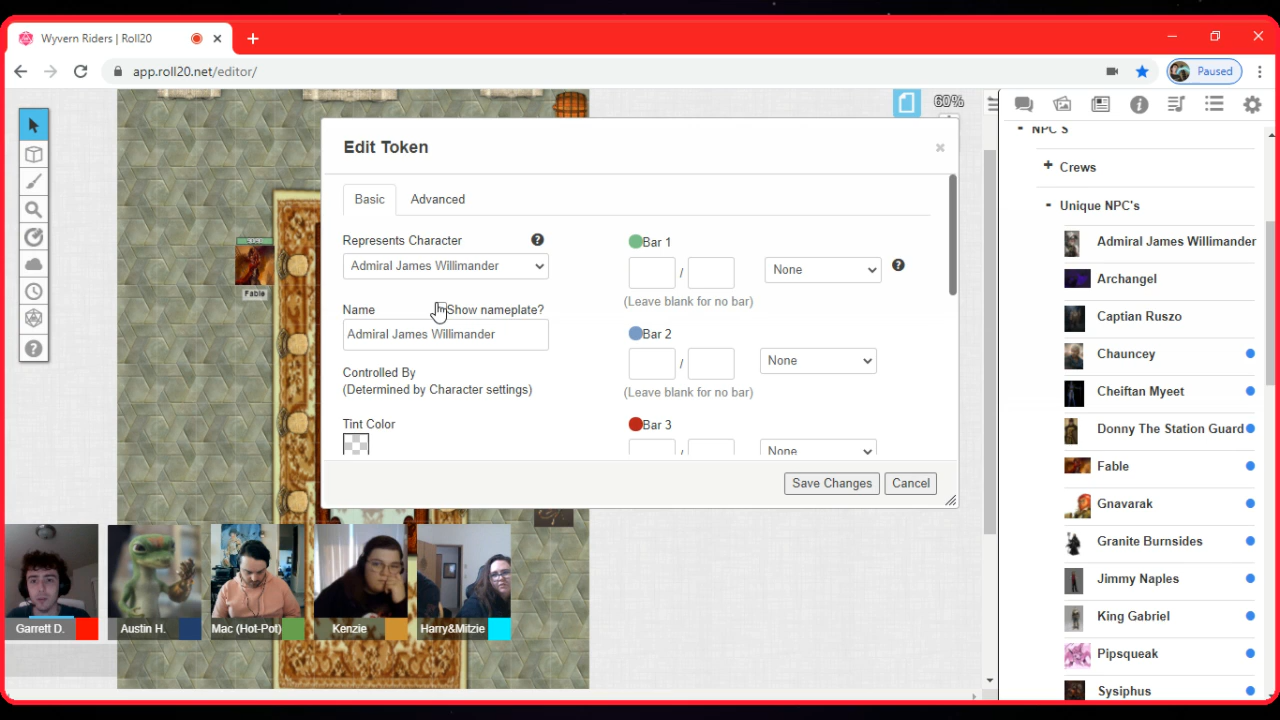 Wyvern Riders | Roll20
app.roll20.net/editor/
Paused
60%
Fable
Edit Token
Basic
Advanced
Represents Character
Admiral James Willimander
Name
Show nameplate?
Admiral James Willimander
Controlled By
(Determined by Character settings)
Tint Color
Bar 1
/
None
(Leave blank for no bar)
Bar 2
/
None
(Leave blank for no bar)
Bar 3
/
None
Save Changes
Cancel
NPC'S
Crews
Unique NPC's
Admiral James Willimander
Archangel
Captian Ruszo
Chauncey
Cheiftan Myeet
Donny The Station Guard
Fable
Gnavarak
Granite Burnsides
Jimmy Naples
King Gabriel
Pipsqueak
Sysiphus
Garrett D.
Austin H.
Mac (Hot-Pot)
Kenzie
Harry&Mitzie